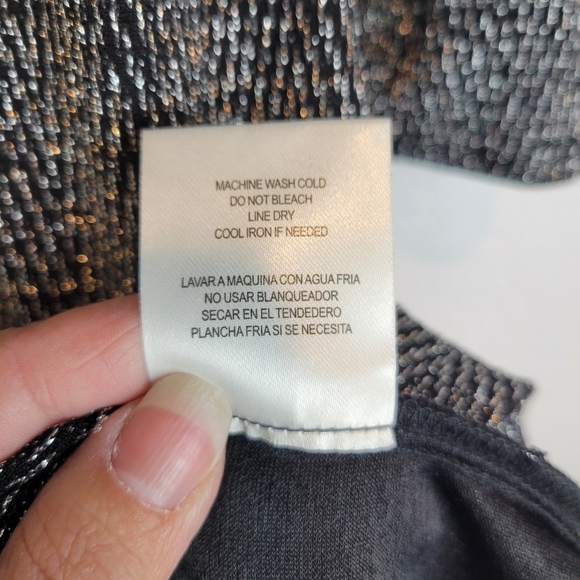 MACHINE WASH COLD
DO NOT BLEACH
LINE DRY
COOL IRON IF NEEDED
LAVAR A MAQUINA CON AGUA FRIA
NO USAR BLANQUEADOR
SECAR EN EL TENDEDERO
PLANCHA FRIA SI SE NECESITA